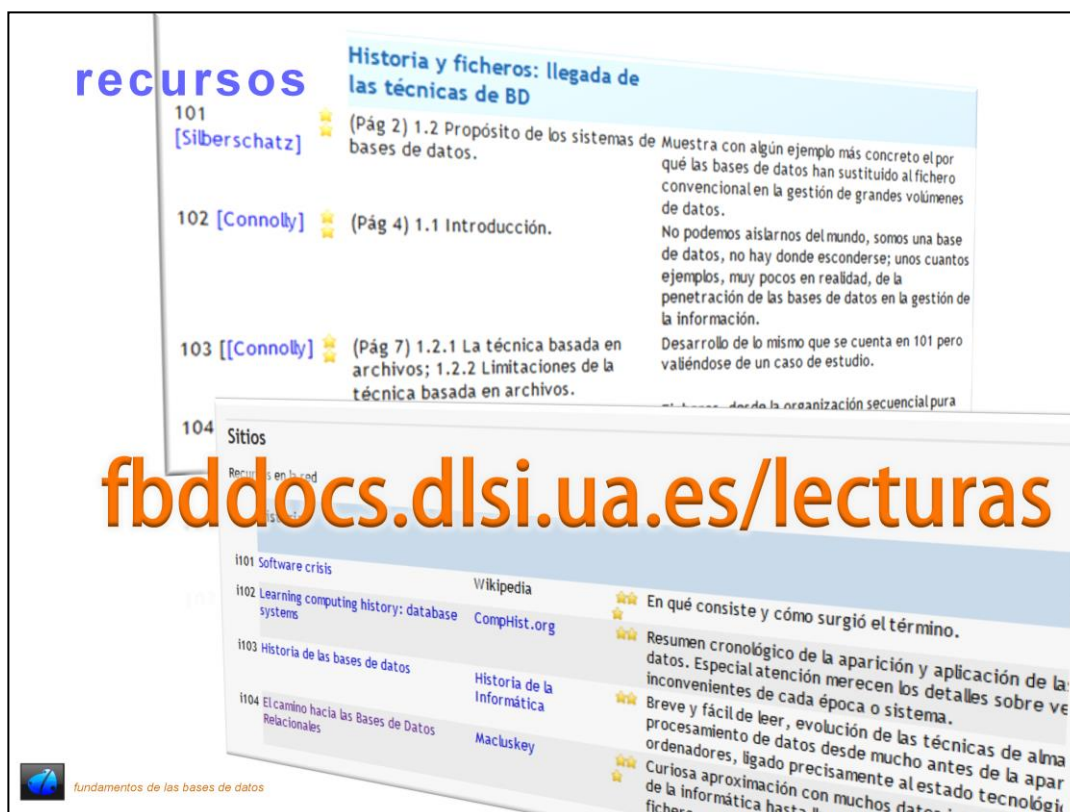 recursos
Historia y ficheros: llegada de
las técnicas de BD
101
[Silberschatz]
(Pág 2) 1.2 Propósito de los sistemas de
bases de datos.
Muestra con algún ejemplo más concreto el por
qué las bases de datos han sustituido al fichero
convencional en la gestión de grandes volúmenes
de datos.
102 [Connolly]
(Pág 4) 1.1 Introducción.
No podemos aislarnos del mundo, somos una base
de datos, no hay donde esconderse; unos cuantos
ejemplos, muy pocos en realidad, de la
penetración de las bases de datos en la gestión de
la información.
103 [[Connolly]
(Pág 7) 1.2.1 La técnica basada en
archivos; 1.2.2 Limitaciones de la
técnica basada en archivos.
Desarrollo de lo mismo que se cuenta en 101 pero
valiéndose de un caso de estudio.
desde la organización secuencial pura
104
Sitios
Recursos en la red
fbddocs.dlsi.ua.es/lecturas
i101 Software crisis
Wikipedia
En qué consiste y cómo surgió el término.
i102 Learning computing history: database
systems
CompHist.org
Resumen cronológico de la aparición y aplicación de la
datos. Especial atención merecen los detalles sobre ve
inconvenientes de cada época o sistema.
i103 Historia de las bases de datos
Historia de la
Informática
Breve y fácil de leer, evolución de las técnicas de alma
procesamiento de datos desde mucho antes de la apar
ordenadores, ligado precisamente al estado tecnológic
i104 El camino hacia las Bases de Datos
Relacionales
Macluskey
Curiosa aproximación con muchos datos
de la informática hasta
fundamentos de las bases de datos